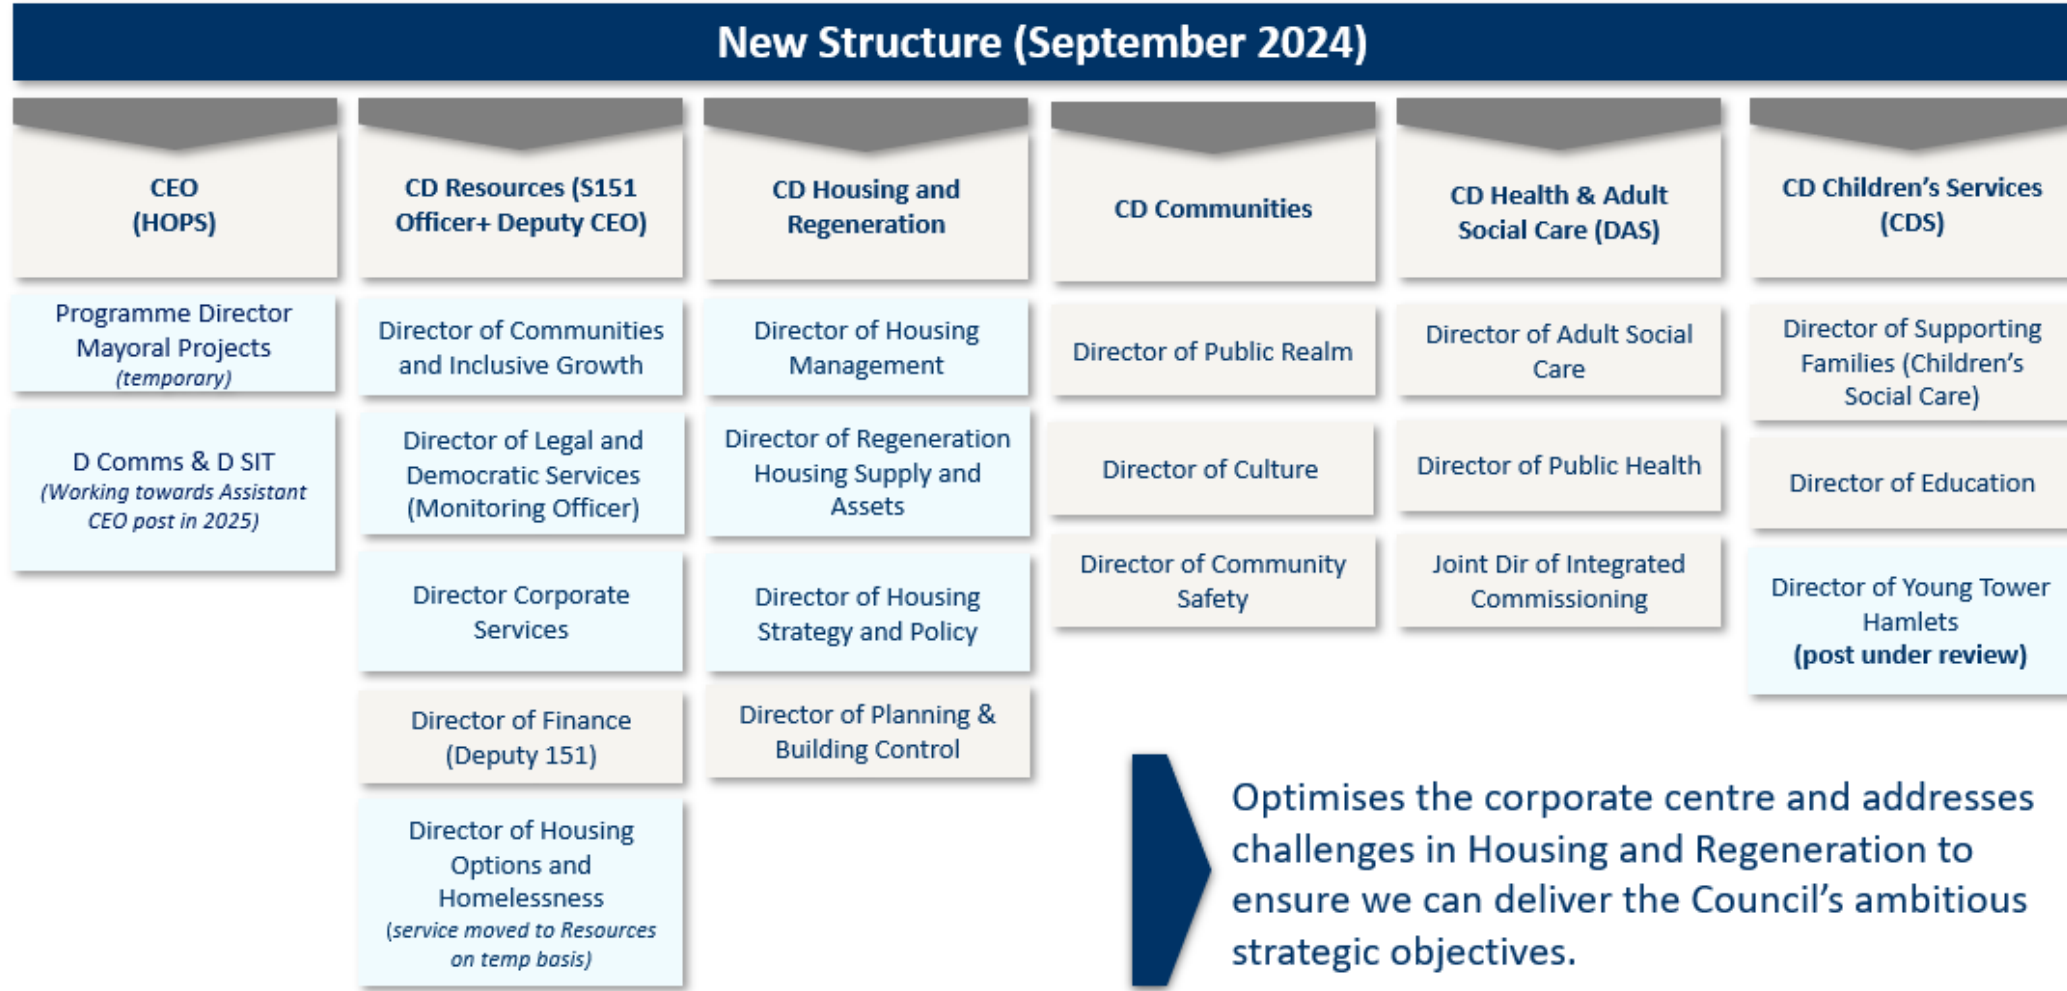 New Structure (September 2024)
CEO
(HOPS)
Programme Director
Mayoral Projects
(temporary)
D Comms & D SIT
(Working towards Assistant
CEO post in 2025)
CD Resources (S151
Officer+ Deputy CEO)
Director of Communities
and Inclusive Growth
Director of Legal and
Democratic Services
(Monitoring Officer)
Director Corporate
Services
Director of Finance
(Deputy 151)
Director of Housing
Options and
Homelessness
(service moved to Resources
on temp basis)
CD Housing and
Regeneration
Director of Housing
Management
Director of Regeneration
Housing Supply and
Assets
Director of Housing
Strategy and Policy
Director of Planning &
Building Control
CD Communities
Director of Public Realm
Director of Culture
Director of Community
Safety
CD Health & Adult
Social Care (DAS)
Director of Adult Social
Care
Director of Public Health
Joint Dir of Integrated
Commissioning
CD Children’s Services
(CDS)
Director of Supporting
Families (Children’s
Social Care)
Director of Education
Director of Young Tower
Hamlets
(post under review)
Optimises the corporate centre and addresses
challenges in Housing and Regeneration to
ensure we can deliver the Council’s ambitious
strategic objectives.